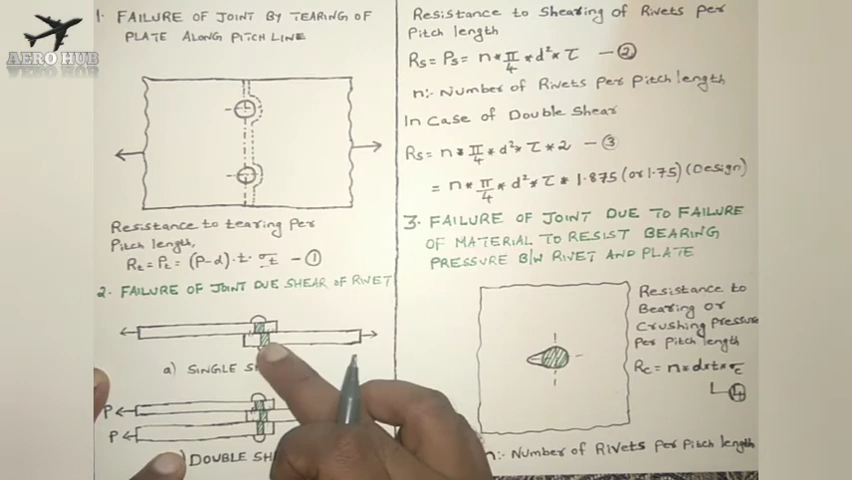 AERO HUB
1. FAILURE OF JOINT BY TEARING OF
PLATE ALONG PITCH LINE
Resistance to tearing Per
Pitch length,
Rt = Pt = (P-d)·t·σt — ①
2. FAILURE OF JOINT DUE SHEAR OF RIVET
a) SINGLE
P
P
DOUBLE
Resistance to Shearing of Rivets per
Pitch length
Rs = Ps = n * π/4 * d² * τ — ②
n:- Number of Rivets Per Pitch length
In Case of Double Shear
Rs = n * π/4 * d² * τ * 2 — ③
= n * π/4 * d² * τ * 1.875 (or 1.75) (Design)
3. FAILURE OF JOINT DUE TO FAILURE
OF MATERIAL TO RESIST BEARING
PRESSURE B/W RIVET AND PLATE
Resistance to
Bearing or
Crushing Pressure
Per Pitch length
Rc = n*d*t*σc
④
n:- Number of Rivets Per Pitch length